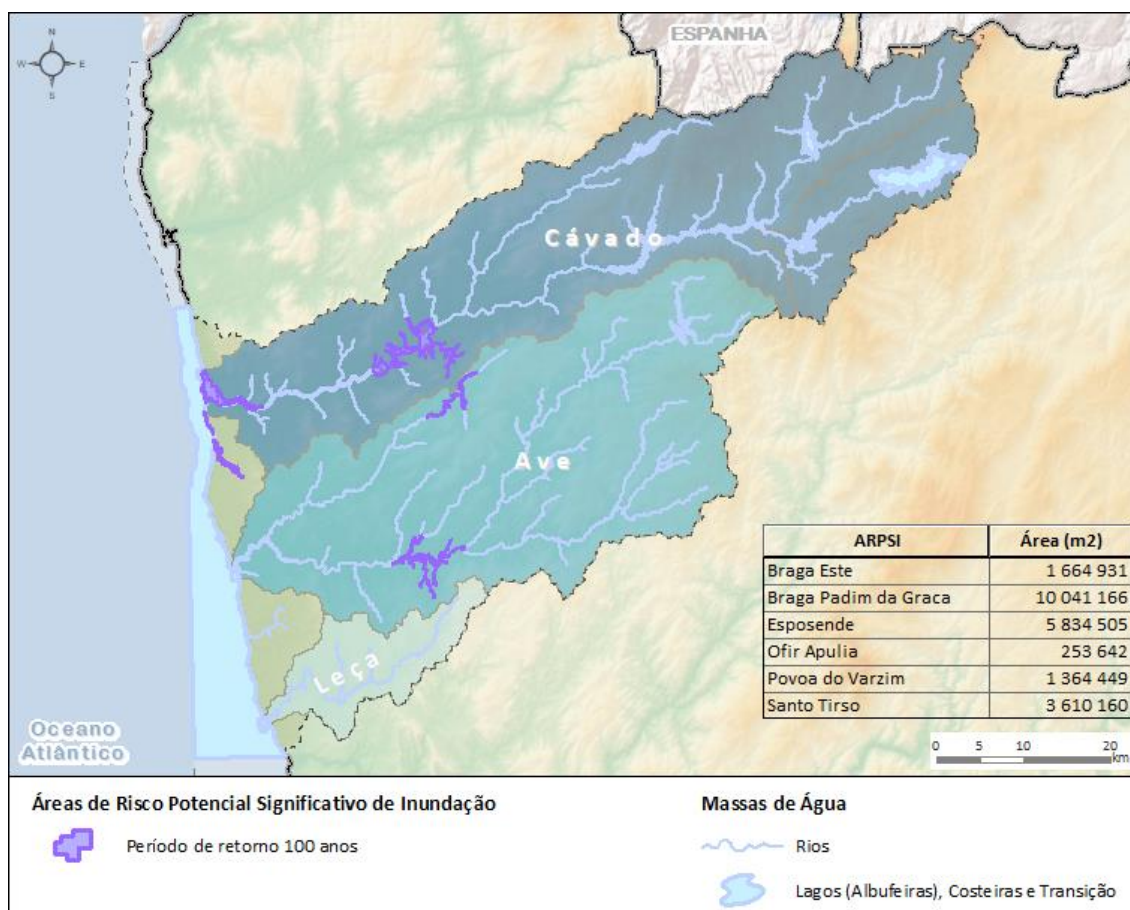 ESPANHA
N
W
E
S
Cávado
Ave
Leça
Oceano
Atlântico
ARPSI Área (m2)
Braga Este 1 664 931
Braga Padim da Graca 10 041 166
Esposende 5 834 505
Ofir Apulia 253 642
Povoa do Varzim 1 364 449
Santo Tirso 3 610 160
0 5 10 20
km
Áreas de Risco Potencial Significativo de Inundação
Período de retorno 100 anos
Massas de Água
Rios
Lagos (Albufeiras), Costeiras e Transição